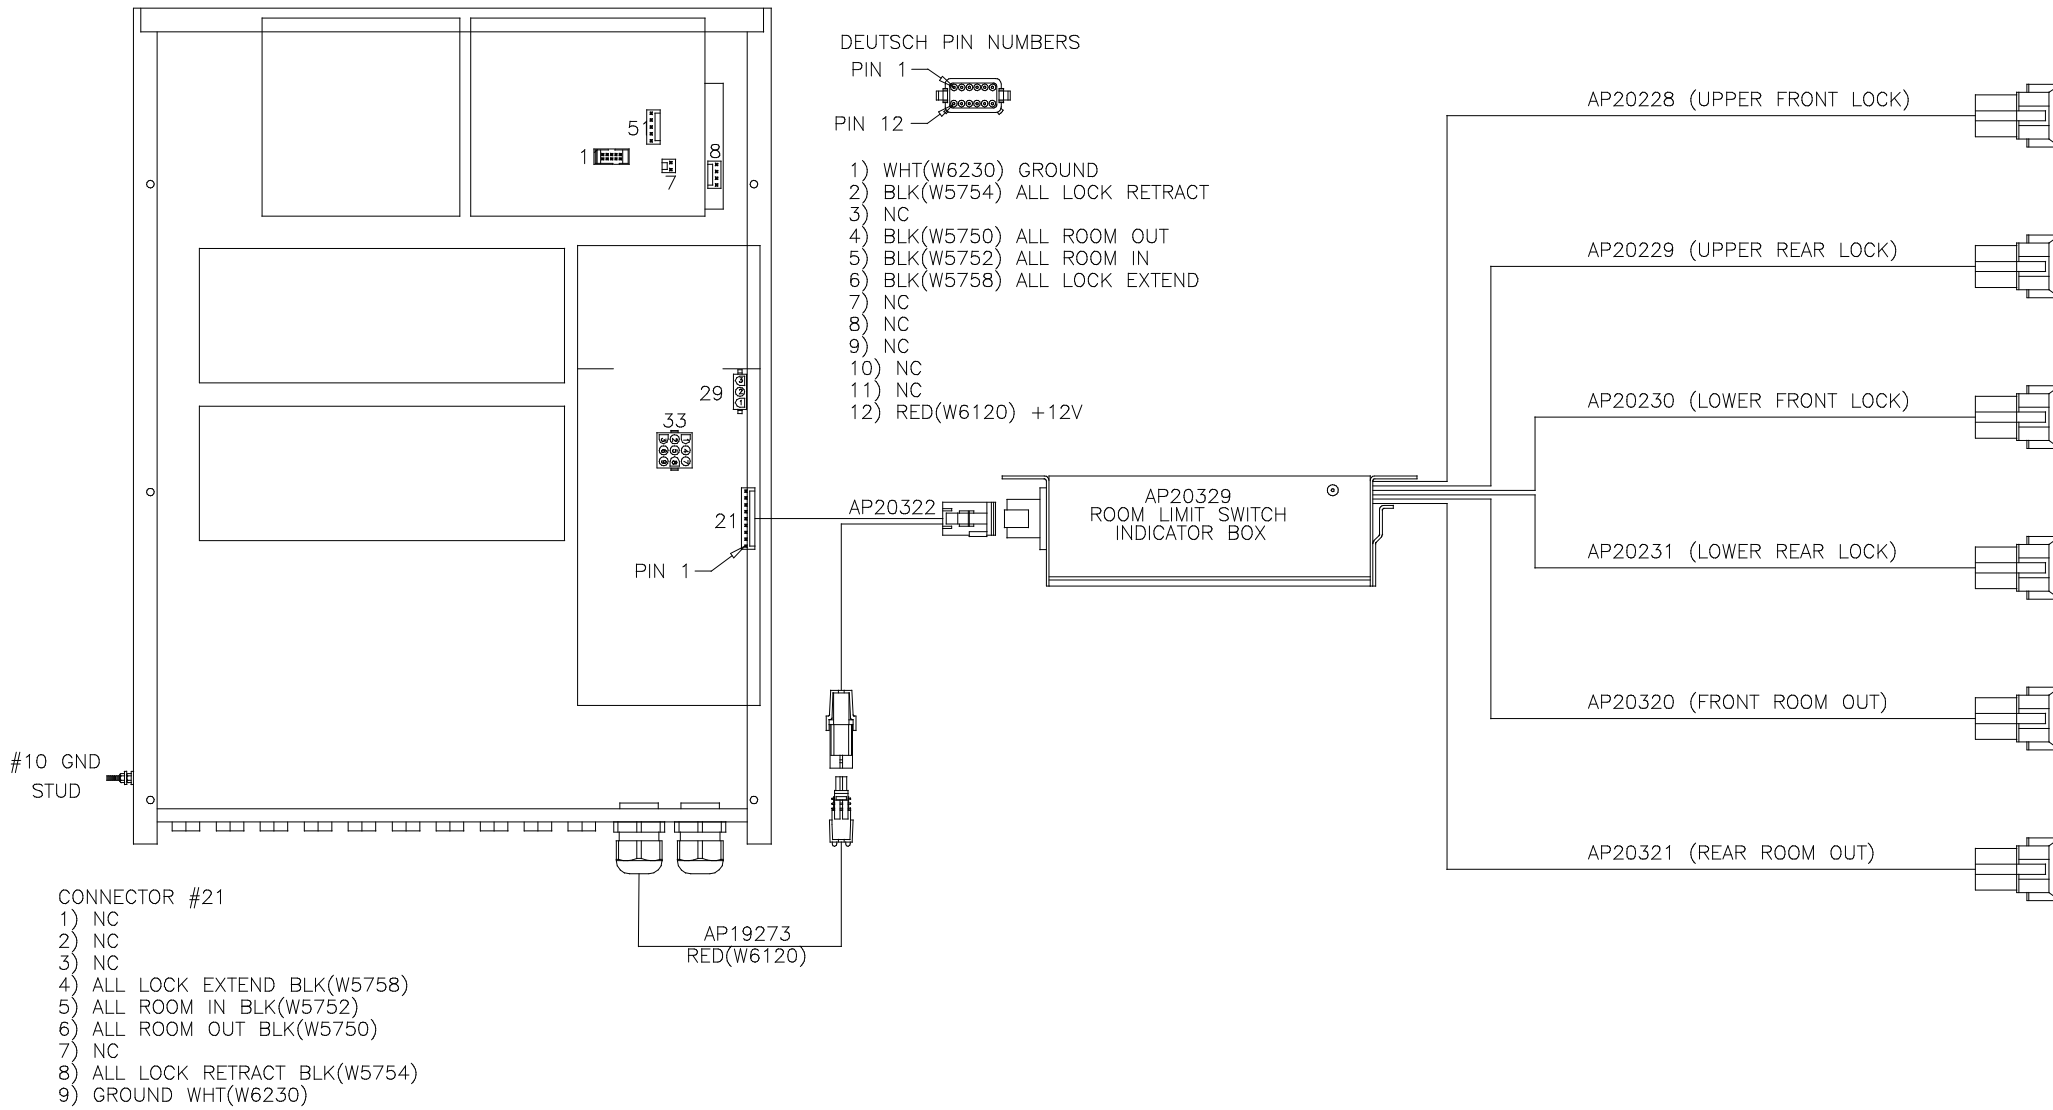 DEUTSCH PIN NUMBERS
PIN 1
PIN 12
1) WHT(W6230) GROUND
2) BLK(W5754) ALL LOCK RETRACT
3) NC
4) BLK(W5750) ALL ROOM OUT
5) BLK(W5752) ALL ROOM IN
6) BLK(W5758) ALL LOCK EXTEND
7) NC
8) NC
9) NC
10) NC
11) NC
12) RED(W6120) +12V
51
1
7
8
29
33
21
PIN 1
AP20322
AP20329
ROOM LIMIT SWITCH
INDICATOR BOX
AP20228 (UPPER FRONT LOCK)
AP20229 (UPPER REAR LOCK)
AP20230 (LOWER FRONT LOCK)
AP20231 (LOWER REAR LOCK)
AP20320 (FRONT ROOM OUT)
AP20321 (REAR ROOM OUT)
#10 GND
STUD
AP19273
RED(W6120)
CONNECTOR #21
1) NC
2) NC
3) NC
4) ALL LOCK EXTEND BLK(W5758)
5) ALL ROOM IN BLK(W5752)
6) ALL ROOM OUT BLK(W5750)
7) NC
8) ALL LOCK RETRACT BLK(W5754)
9) GROUND WHT(W6230)